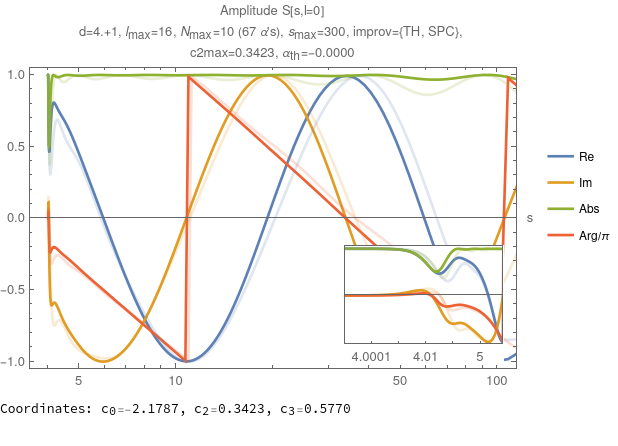 Amplitude S[s,l=0]
d=4.+1, lmax=16, Nmax=10 (67 α's), smax=300, improv={TH, SPC},
c2max=0.3423, αth=-0.0000
1.0
0.5
0.0
-0.5
-1.0
s
Re
Im
Abs
Arg/π
4.0001 4.01 5
5 10 50 100
Coordinates: c0=-2.1787, c2=0.3423, c3=0.5770